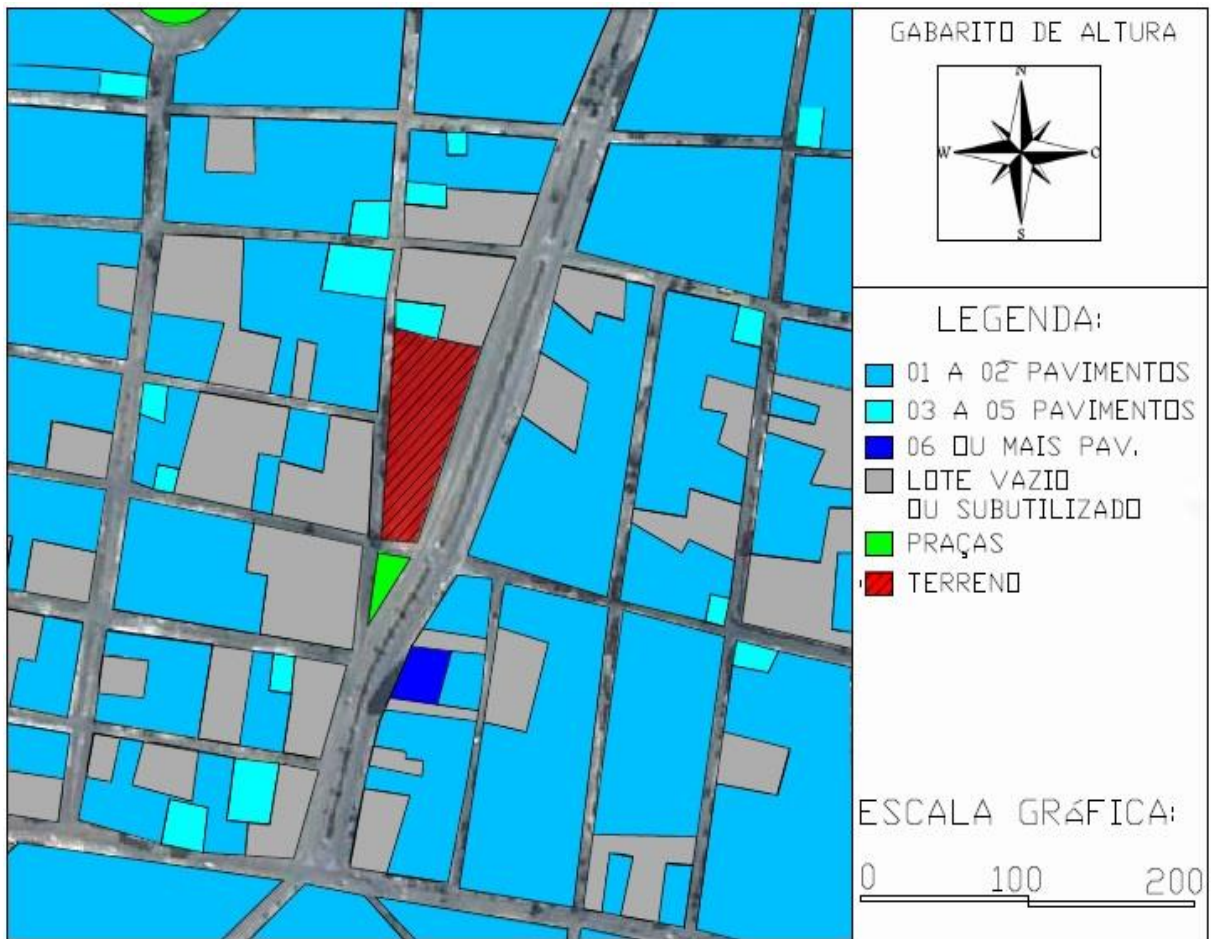 GABARITO DE ALTURA
N
W O
S
LEGENDA:
01 A 02 PAVIMENTOS
03 A 05 PAVIMENTOS
06 OU MAIS PAV.
LOTE VAZIO
OU SUBUTILIZADO
PRAÇAS
TERRENO
ESCALA GRÁFICA:
0 100 200